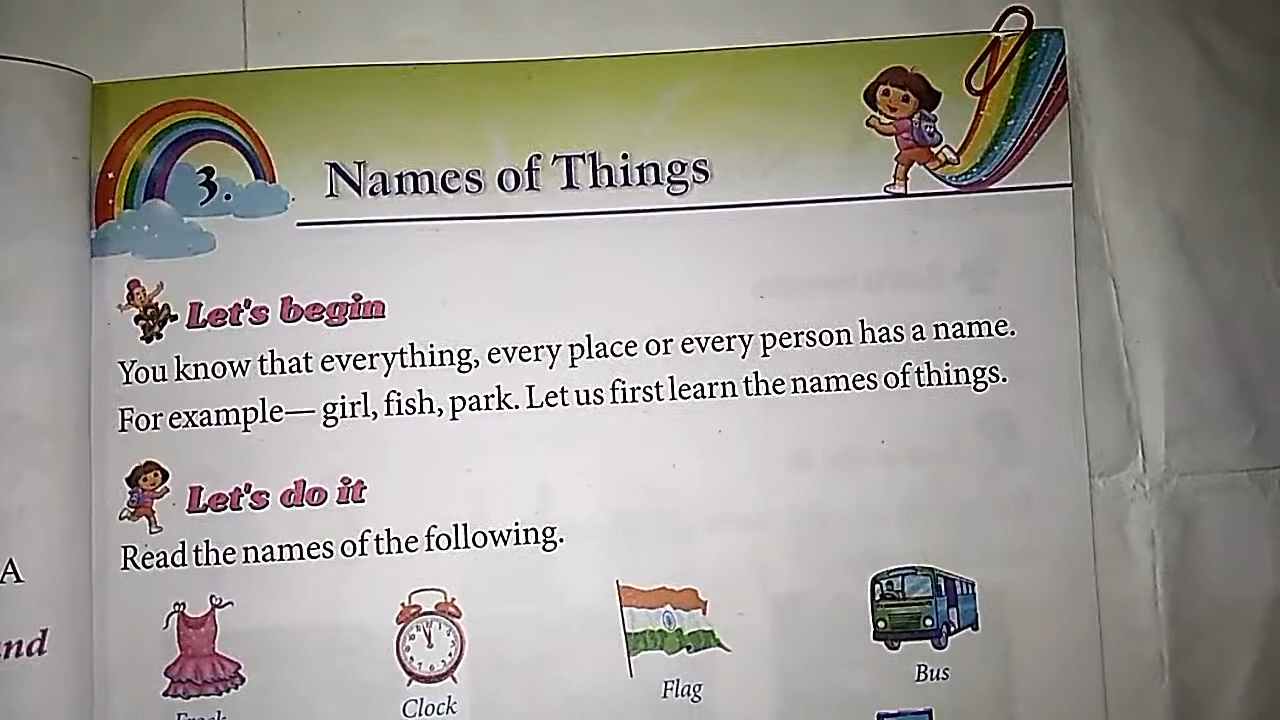 3.
Names of Things
Let's begin
You know that everything, every place or every person has a name.
For example— girl, fish, park. Let us first learn the names of things.
Let's do it
Read the names of the following.
A
nd
Clock
Flag
Bus